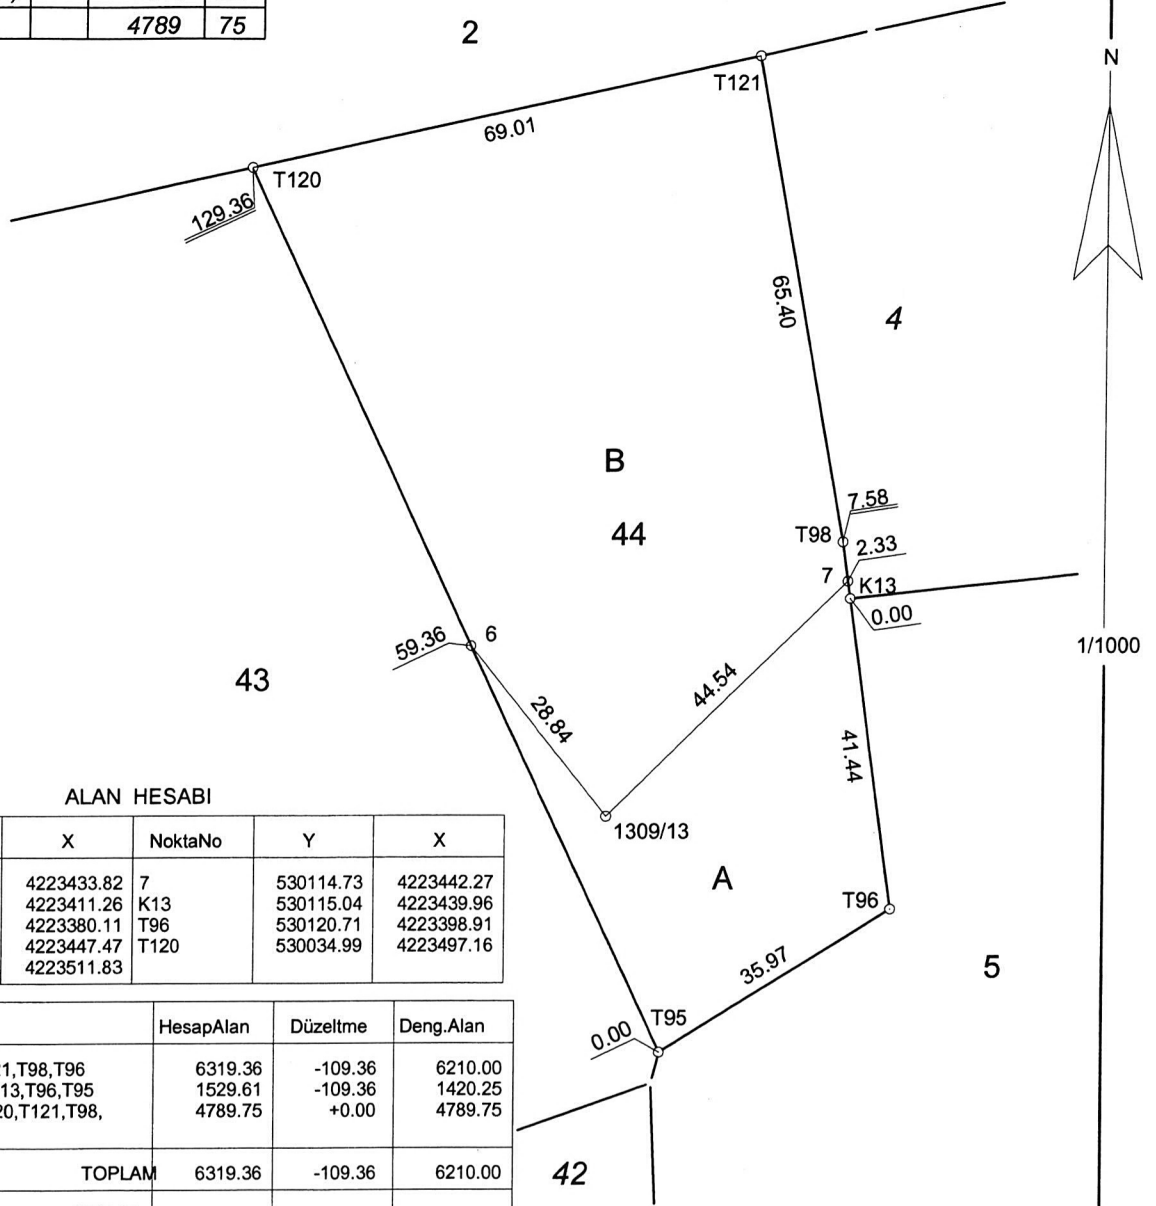 4789 75
2
T121
69.01
T120
129.36
N
65.40
4
B
44
7.58
T98
2.33
7
K13
0.00
6
59.36
1/1000
43
28.84
44.54
41.44
1309/13
A
T96
5
35.97
T95
0.00
42
ALAN HESABI
X NoktaNo Y X
4223433.82 7 530114.73 4223442.27
4223411.26 K13 530115.04 4223439.96
4223380.11 T96 530120.71 4223398.91
4223447.47 T120 530034.99 4223497.16
4223511.83
HesapAlan Düzeltme Deng.Alan
1,T98,T96 6319.36 -109.36 6210.00
13,T96,T95 1529.61 -109.36 1420.25
20,T121,T98, 4789.75 +0.00 4789.75
TOPLAM 6319.36 -109.36 6210.00